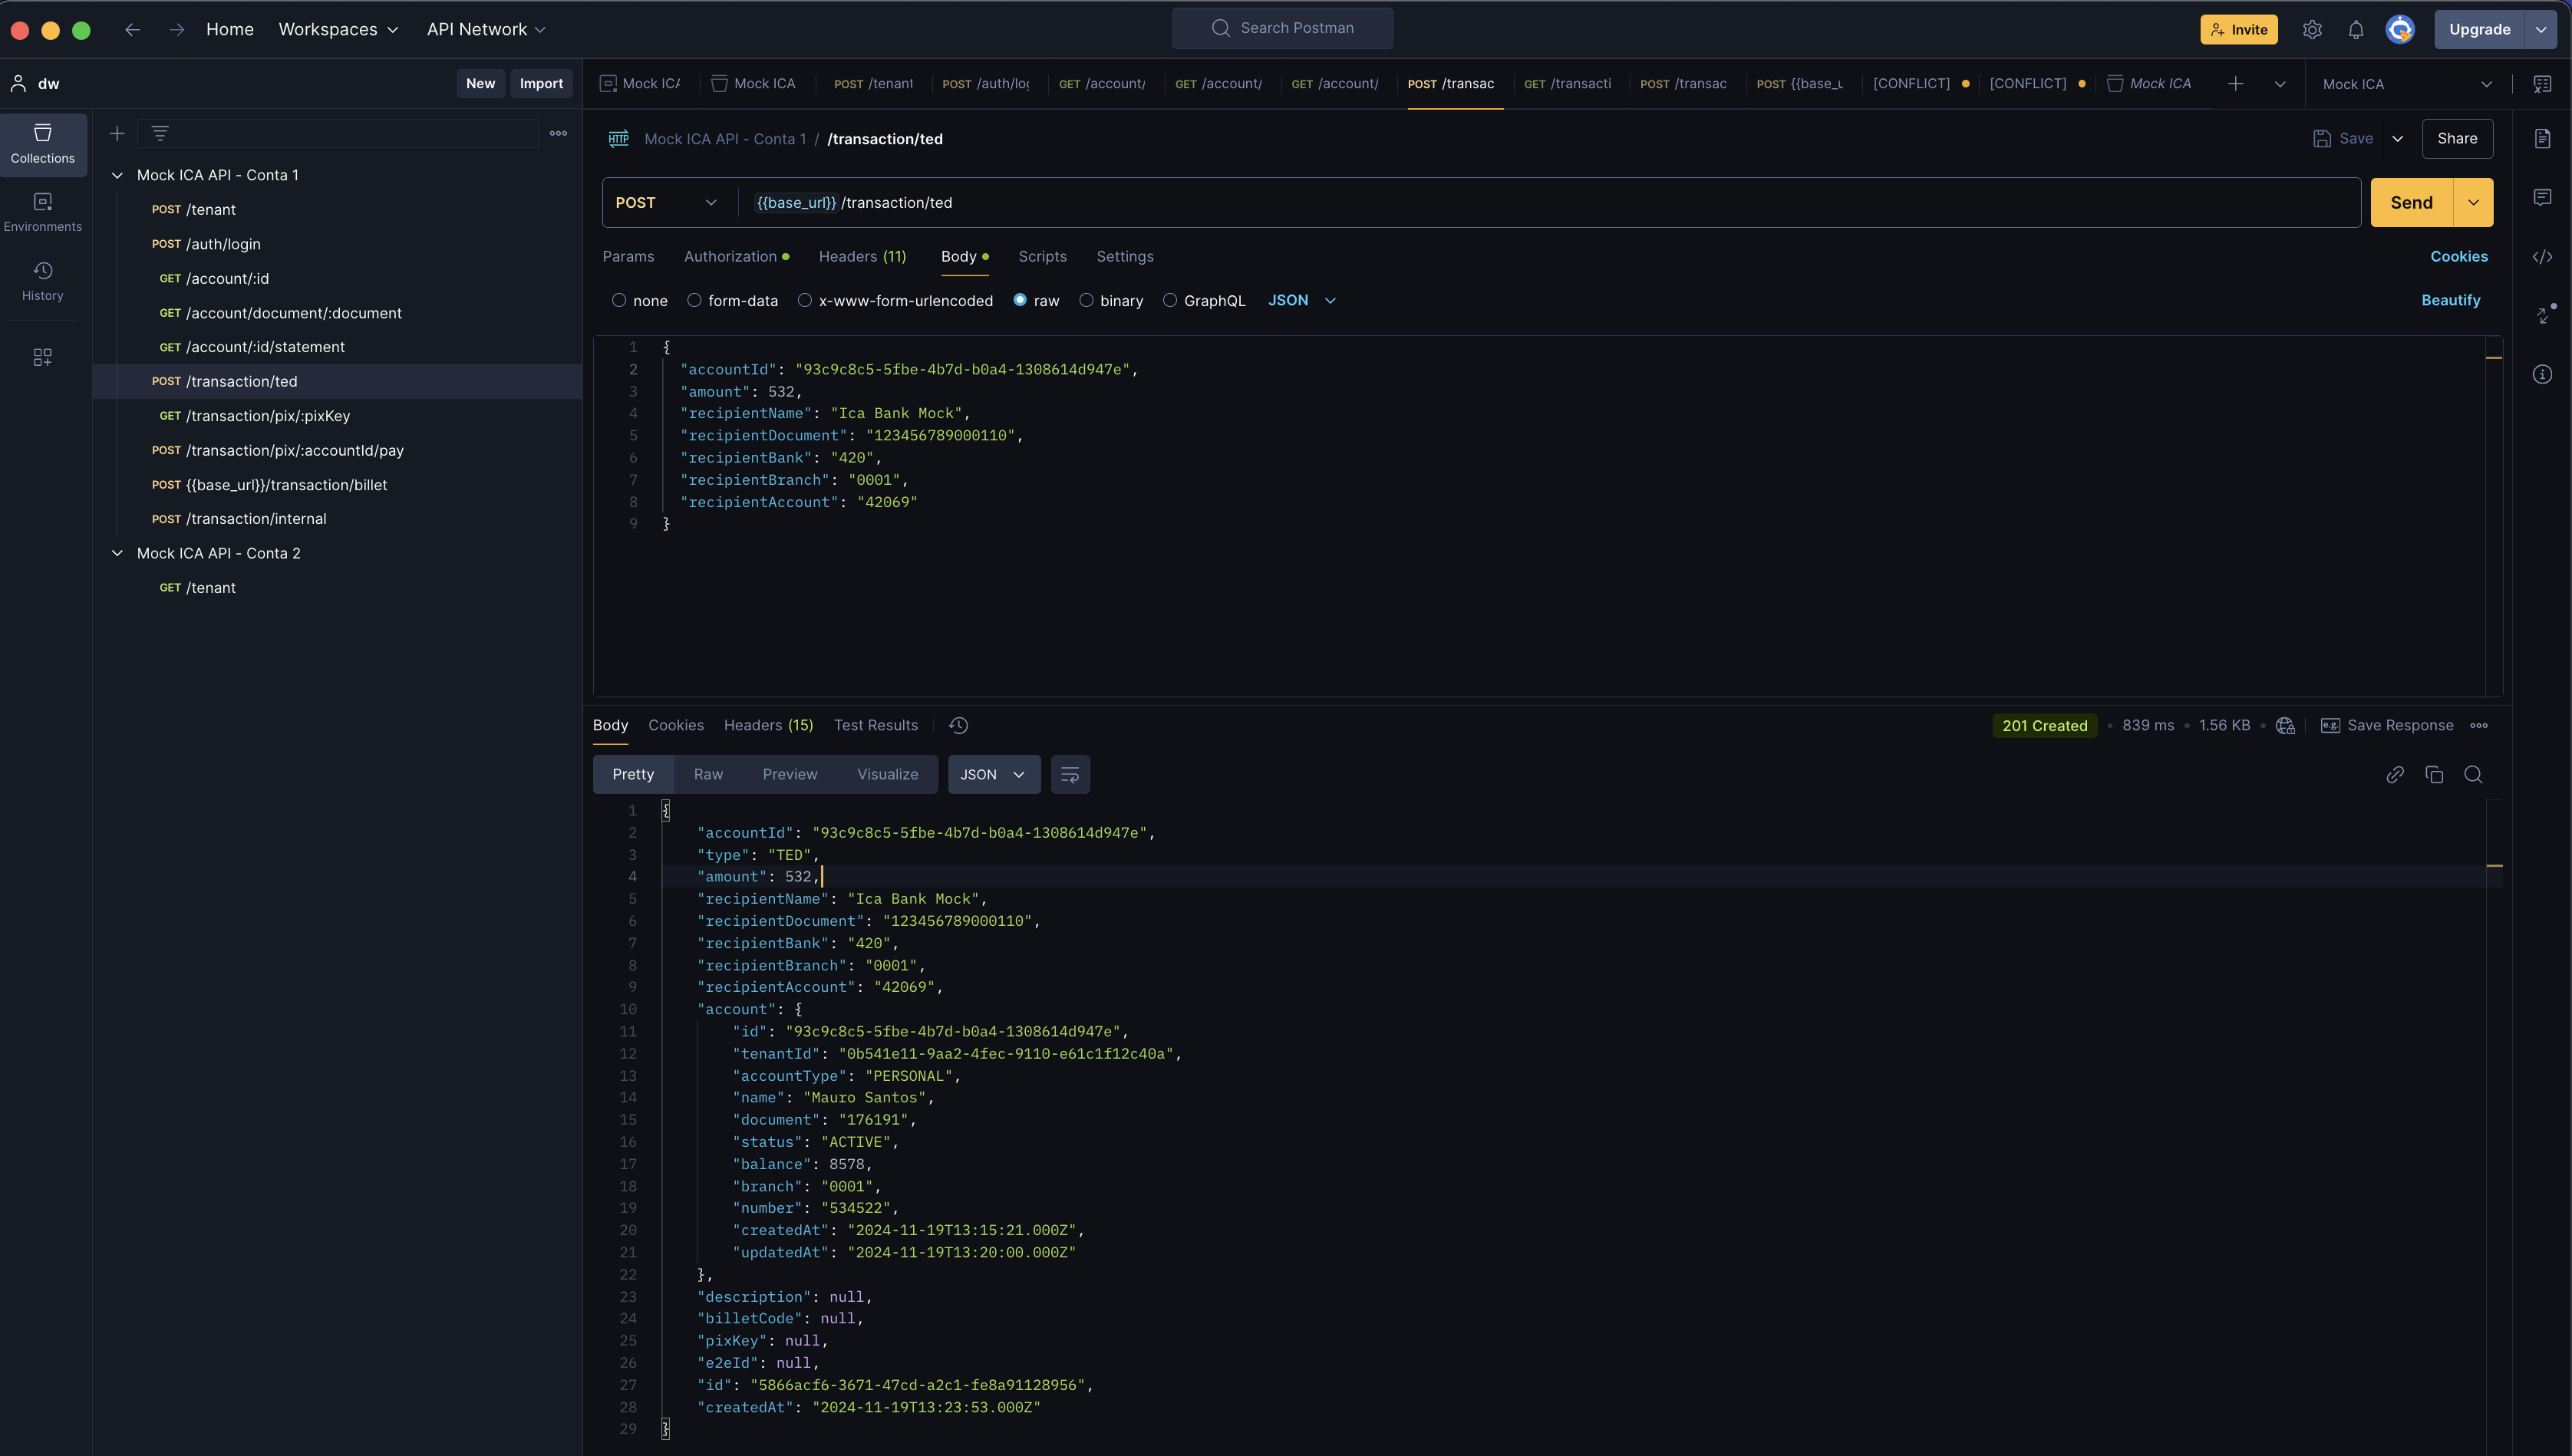 Home Workspaces API Network Search Postman Invite Upgrade
dw New Import
Mock ICA Mock ICA POST /tenant POST /auth/log GET /account/ GET /account/ GET /account/ POST /transac GET /transacti POST /transac POST {{base_u [CONFLICT] [CONFLICT] Mock ICA Mock ICA
Collections
Environments
History
Mock ICA API - Conta 1
POST /tenant
POST /auth/login
GET /account/:id
GET /account/document/:document
GET /account/:id/statement
POST /transaction/ted
GET /transaction/pix/:pixKey
POST /transaction/pix/:accountId/pay
POST {{base_url}}/transaction/billet
POST /transaction/internal
Mock ICA API - Conta 2
GET /tenant
HTTP Mock ICA API - Conta 1 / /transaction/ted Save Share
POST {{base_url}} /transaction/ted Send
Params Authorization Headers (11) Body Scripts Settings Cookies
none form-data x-www-form-urlencoded raw binary GraphQL JSON Beautify
1 {
2 "accountId": "93c9c8c5-5fbe-4b7d-b0a4-1308614d947e",
3 "amount": 532,
4 "recipientName": "Ica Bank Mock",
5 "recipientDocument": "123456789000110",
6 "recipientBank": "420",
7 "recipientBranch": "0001",
8 "recipientAccount": "42069"
9 }
Body Cookies Headers (15) Test Results 201 Created 839 ms 1.56 KB e.g. Save Response
Pretty Raw Preview Visualize JSON
1 {
2 "accountId": "93c9c8c5-5fbe-4b7d-b0a4-1308614d947e",
3 "type": "TED",
4 "amount": 532,
5 "recipientName": "Ica Bank Mock",
6 "recipientDocument": "123456789000110",
7 "recipientBank": "420",
8 "recipientBranch": "0001",
9 "recipientAccount": "42069",
10 "account": {
11 "id": "93c9c8c5-5fbe-4b7d-b0a4-1308614d947e",
12 "tenantId": "0b541e11-9aa2-4fec-9110-e61c1f12c40a",
13 "accountType": "PERSONAL",
14 "name": "Mauro Santos",
15 "document": "176191",
16 "status": "ACTIVE",
17 "balance": 8578,
18 "branch": "0001",
19 "number": "534522",
20 "createdAt": "2024-11-19T13:15:21.000Z",
21 "updatedAt": "2024-11-19T13:20:00.000Z"
22 },
23 "description": null,
24 "billetCode": null,
25 "pixKey": null,
26 "e2eId": null,
27 "id": "5866acf6-3671-47cd-a2c1-fe8a91128956",
28 "createdAt": "2024-11-19T13:23:53.000Z"
29 }